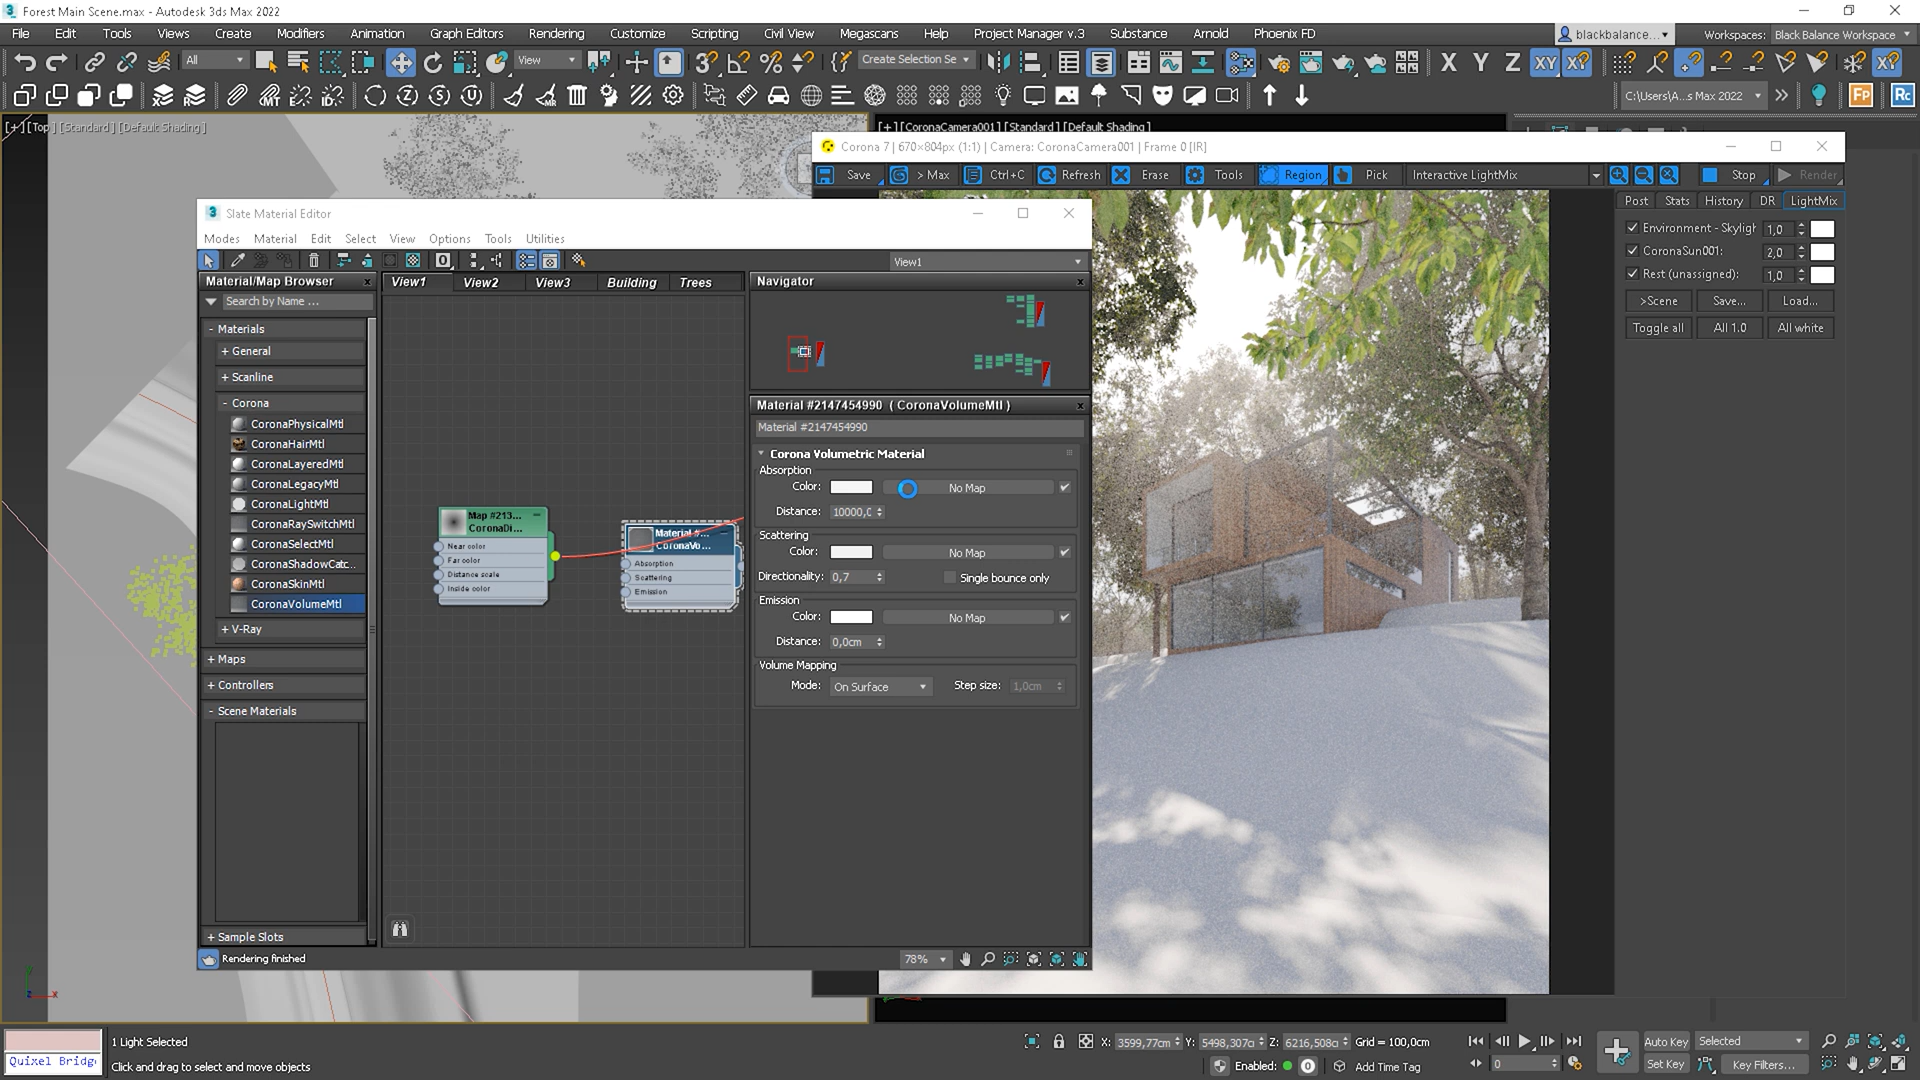 Forest Main Scene.max - Autodesk 3ds Max 2022
File Edit Tools Views Create Modifiers Animation Graph Editors Rendering Customize Scripting Civil View Megascans Help Project Manager v.3 Substance Arnold Phoenix FD
blackbalance... Workspaces: Black Balance Workspace
All View Create Selection Se X Y Z XY
C:\Users\A...s Max 2022
[+][Top][Standard][Default Shading]
[+][CoronaCamera001][Standard][Default Shading]
Corona 7 | 670×804px (1:1) | Camera: CoronaCamera001 | Frame 0 [IR]
Save > Max Ctrl+C Refresh Erase Tools Region Pick Interactive LightMix Stop Render
Post Stats History DR LightMix
Environment - Skyligh 1,0
CoronaSun001: 2,0
Rest (unassigned): 1,0
>Scene Save... Load...
Toggle all All 1.0 All white
Slate Material Editor
Modes Material Edit Select View Options Tools Utilities
View1
Material/Map Browser
Search by Name ...
- Materials
+ General
+ Scanline
- Corona
CoronaPhysicalMtl
CoronaHairMtl
CoronaLayeredMtl
CoronaLegacyMtl
CoronaLightMtl
CoronaRaySwitchMtl
CoronaSelectMtl
CoronaShadowCatc...
CoronaSkinMtl
CoronaVolumeMtl
+ V-Ray
+ Maps
+ Controllers
- Scene Materials
+ Sample Slots
View1 View2 View3 Building Trees
Map #213...
CoronaDi...
Near color
Far color
Distance scale
Inside color
Material #...
CoronaVo...
Absorption
Scattering
Emission
Navigator
Material #2147454990 ( CoronaVolumeMtl )
Material #2147454990
Corona Volumetric Material
Absorption
Color: No Map
Distance: 10000,0
Scattering
Color: No Map
Directionality: 0,7 Single bounce only
Emission
Color: No Map
Distance: 0,0cm
Volume Mapping
Mode: On Surface Step size: 1,0cm
Rendering finished
78%
Quixel Bridg
1 Light Selected
Click and drag to select and move objects
X: 3599,77cm Y: 5498,307c Z: 6216,508c Grid = 100,0cm
Enabled: 0 Add Time Tag
0
Auto Key Selected
Set Key Key Filters...